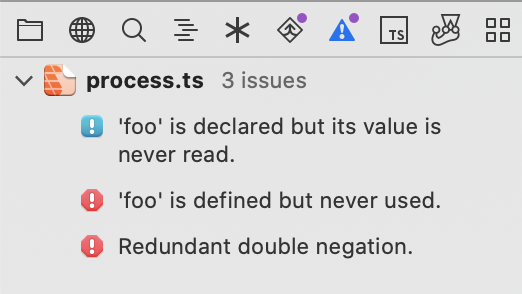 TS
process.ts 3 issues
'foo' is declared but its value is
never read.
'foo' is defined but never used.
Redundant double negation.